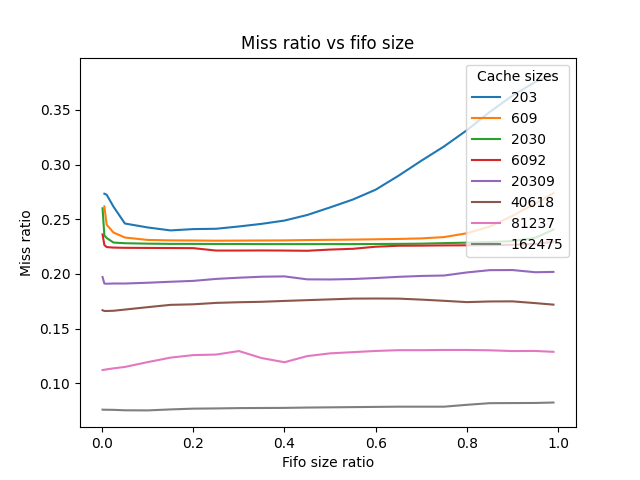 Miss ratio vs fifo size
Cache sizes
203
609
2030
6092
20309
40618
81237
162475
Miss ratio
0.35
0.30
0.25
0.20
0.15
0.10
0.0 0.2 0.4 0.6 0.8 1.0
Fifo size ratio